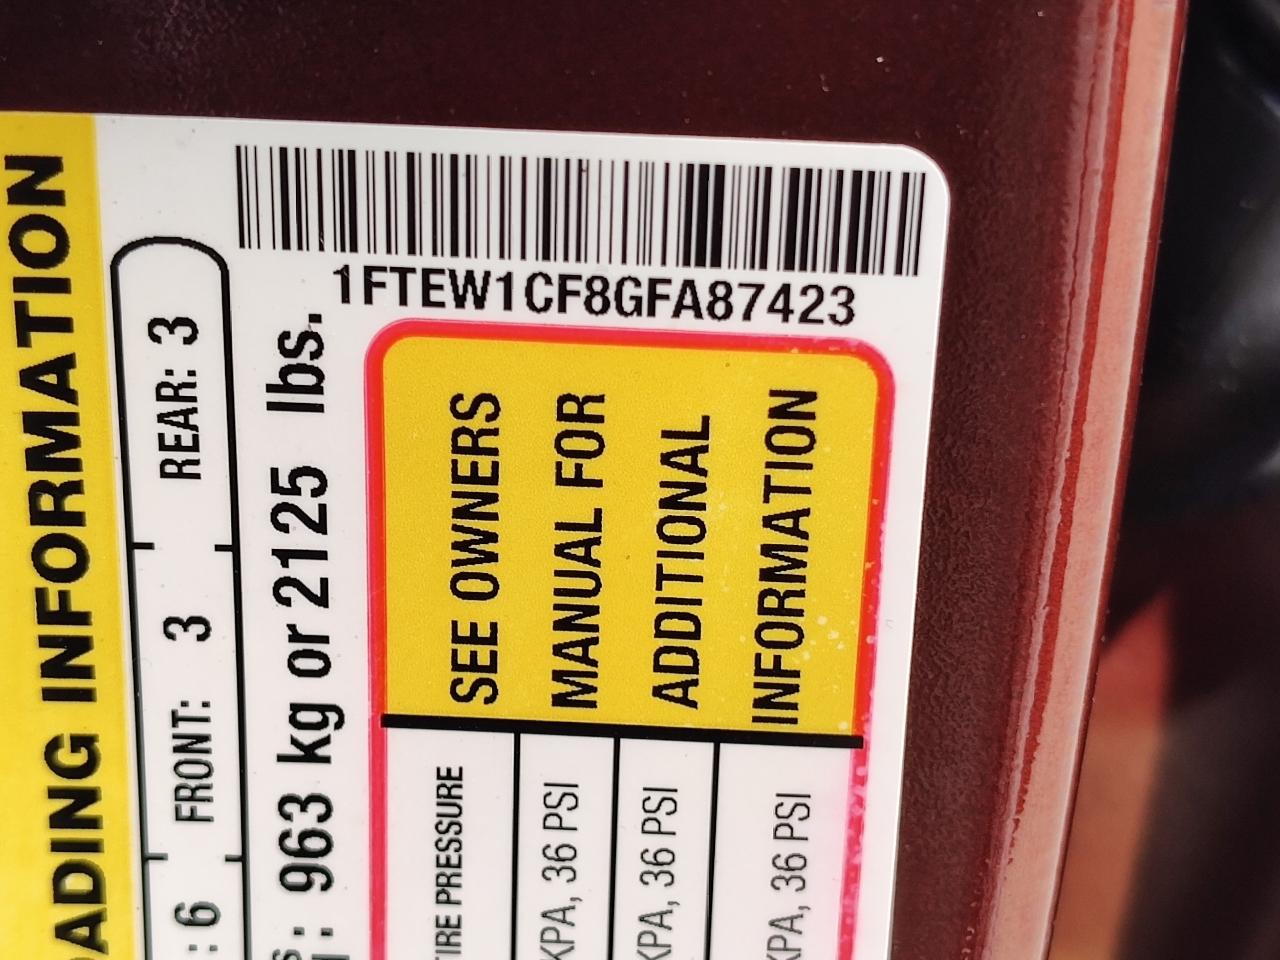 1FTEW1CF8GFA87423
ADING INFORMATION
: 6 FRONT: 3 REAR: 3
: 963 kg or 2125 lbs.
SEE OWNERS
MANUAL FOR
ADDITIONAL
INFORMATION
TIRE PRESSURE
KPA, 36 PSI
KPA, 36 PSI
KPA, 36 PSI